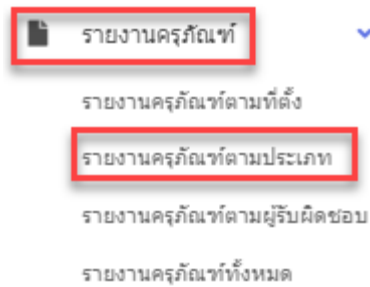 รายงานครุภัณฑ์
รายงานครุภัณฑ์ตามที่ตั้ง
รายงานครุภัณฑ์ตามประเภท
รายงานครุภัณฑ์ตามผู้รับผิดชอบ
รายงานครุภัณฑ์ทั้งหมด